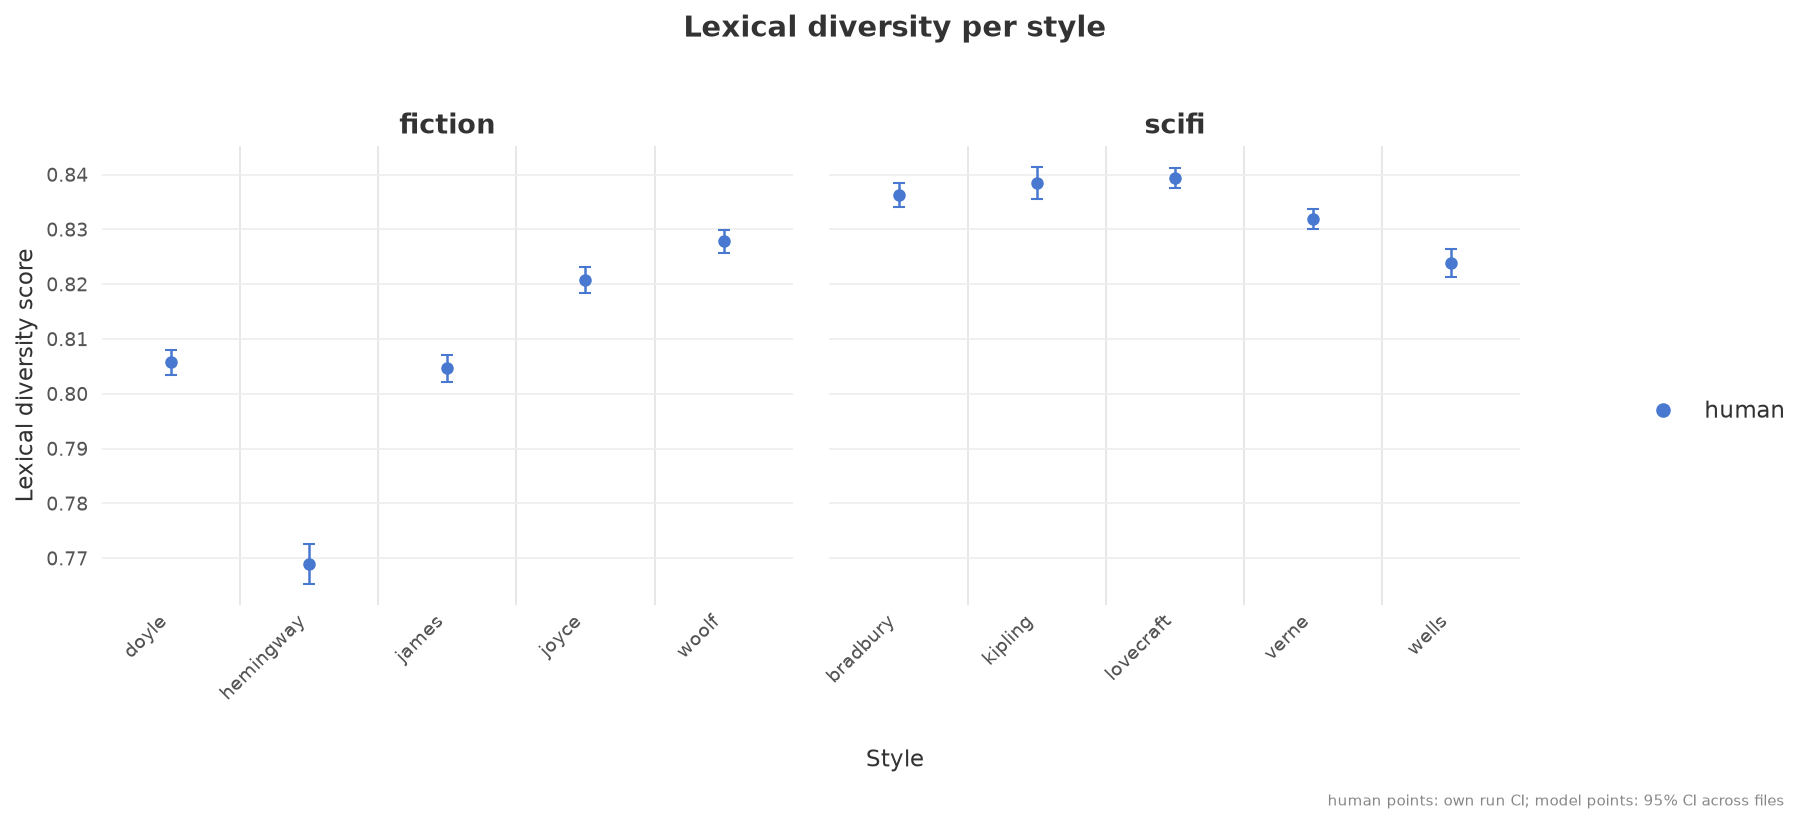 Lexical diversity per style
fiction
scifi
Lexical diversity score
0.84
0.83
0.82
0.81
0.80
0.79
0.78
0.77
doyle
hemingway
james
joyce
woolf
bradbury
kipling
lovecraft
verne
wells
human
Style
human points: own run CI; model points: 95% CI across files